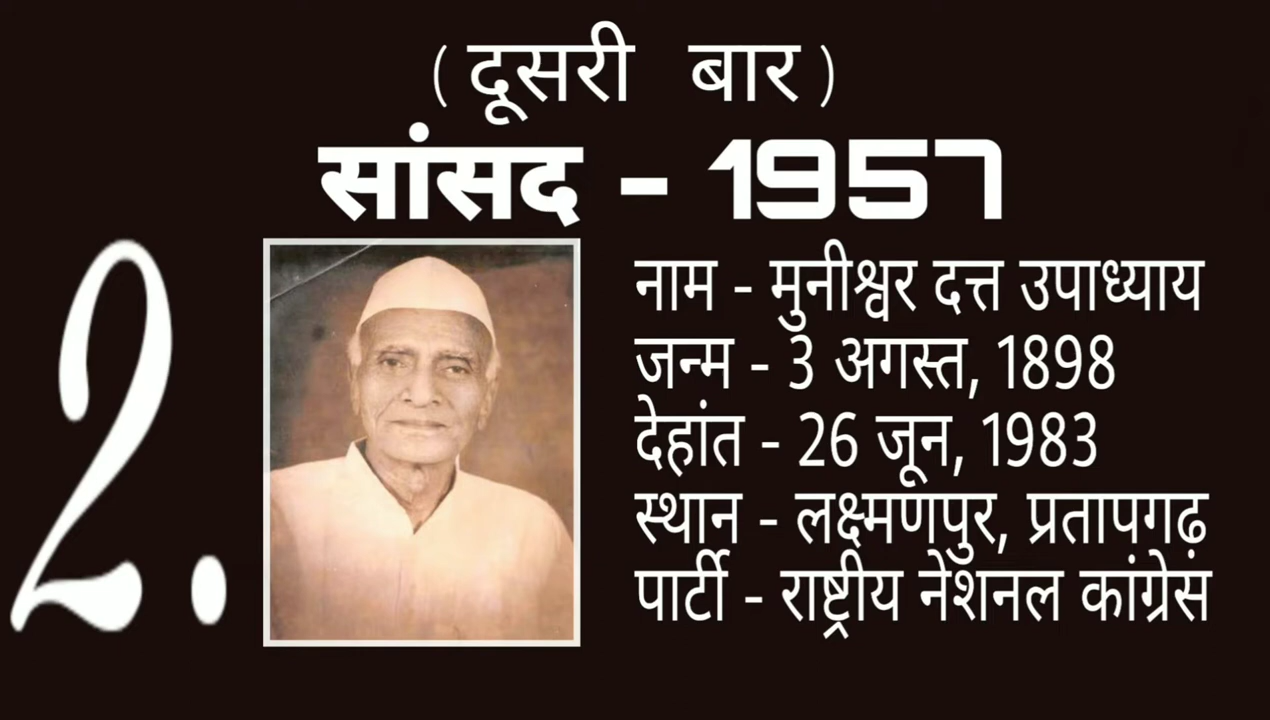 ( दूसरी बार )
सांसद - 1957
2.
नाम - मुनीश्वर दत्त उपाध्याय
जन्म - 3 अगस्त, 1898
देहांत - 26 जून, 1983
स्थान - लक्ष्मणपुर, प्रतापगढ़
पार्टी - राष्ट्रीय नेशनल कांग्रेस